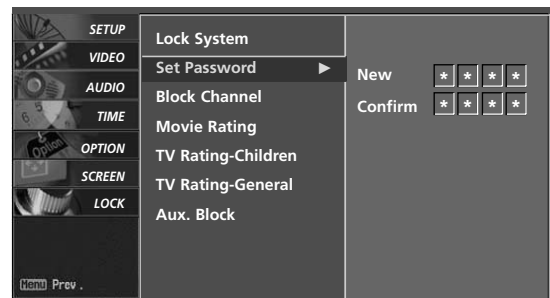 SETUP
VIDEO
AUDIO
TIME
Option
OPTION
SCREEN
LOCK
Menu Prev.
Lock System
Set Password ►
Block Channel
Movie Rating
TV Rating-Children
TV Rating-General
Aux. Block
New * * * *
Confirm * * * *